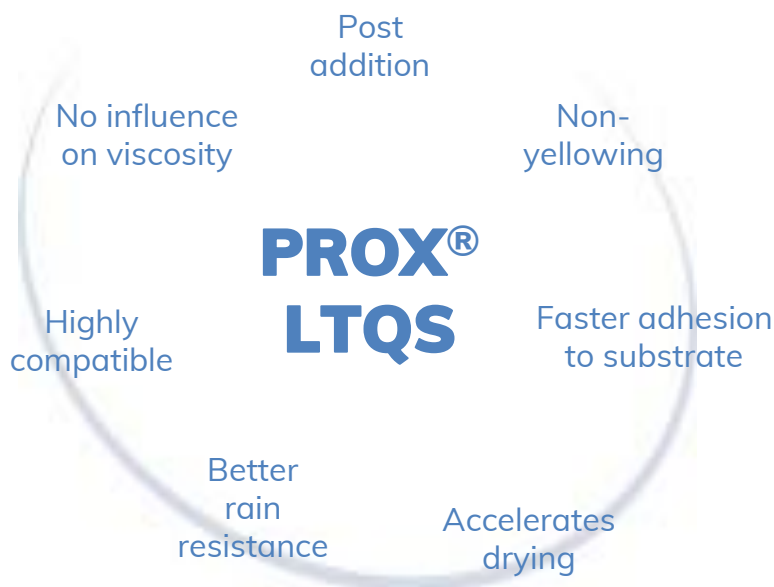 Post
addition
No influence
on viscosity
Non-
yellowing
PROX®
LTQS
Highly
compatible
Faster adhesion
to substrate
Better
rain
resistance
Accelerates
drying